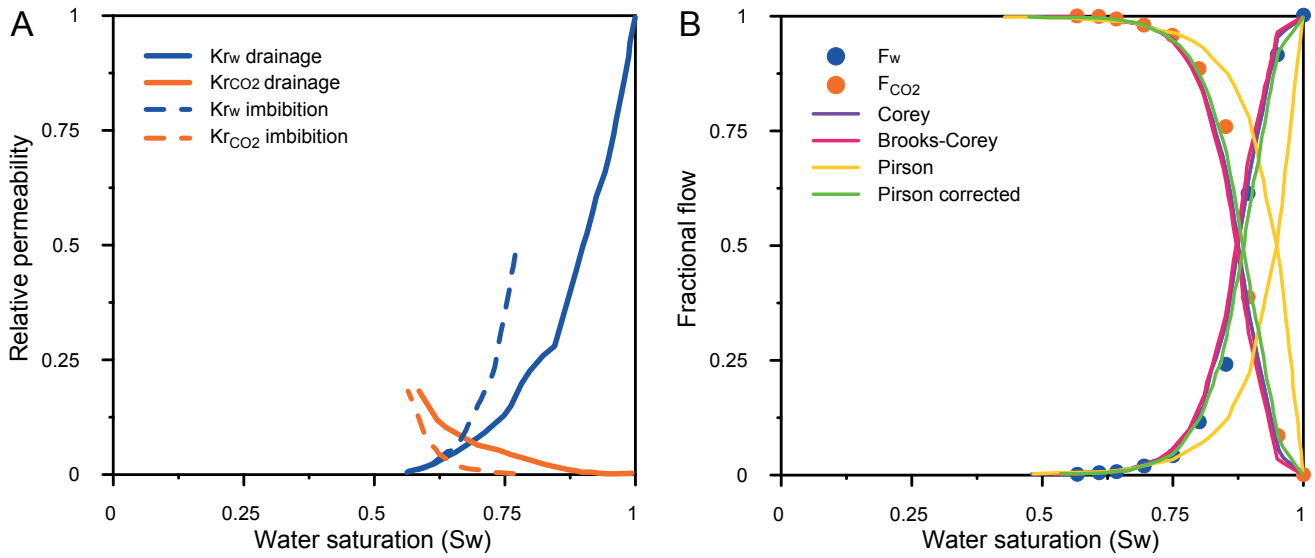 A
Relative permeability
1
0.75
0.5
0.25
0
Krw drainage
KrCO2 drainage
Krw imbibition
KrCO2 imbibition
0 0.25 0.5 0.75 1
Water saturation (Sw)
B
Fractional flow
1
0.75
0.5
0.25
0
Fw
FCO2
Corey
Brooks-Corey
Pirson
Pirson corrected
0 0.25 0.5 0.75 1
Water saturation (Sw)